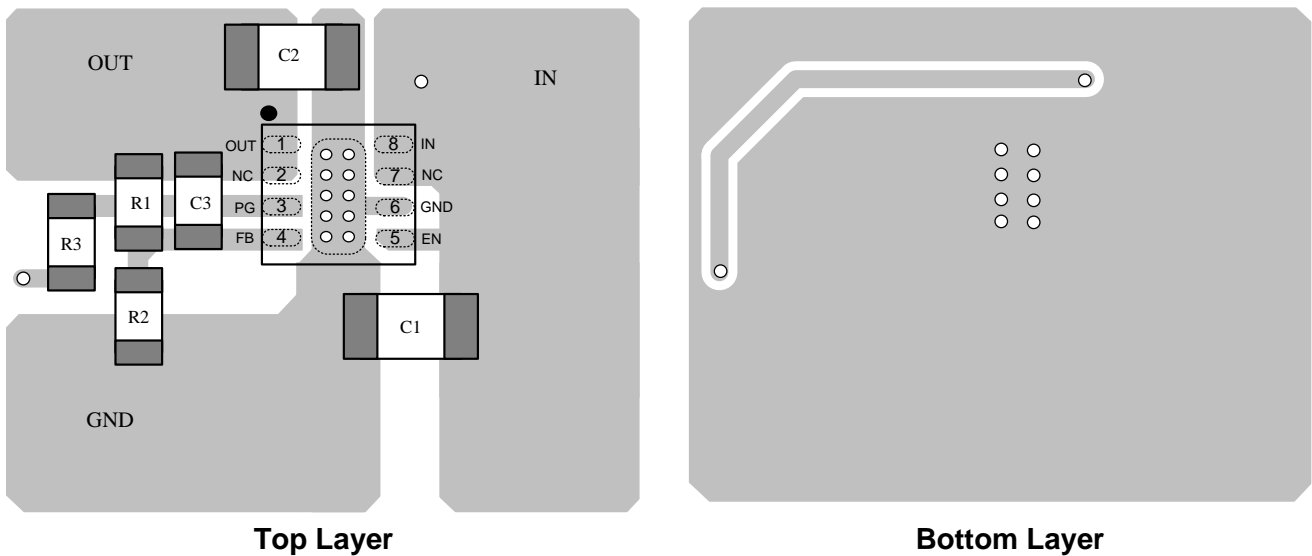 OUT
C2
IN
OUT 1 8 IN
NC 2 7 NC
R1 C3 PG 3 6 GND
R3 FB 4 5 EN
R2 C1
GND
Top Layer Bottom Layer